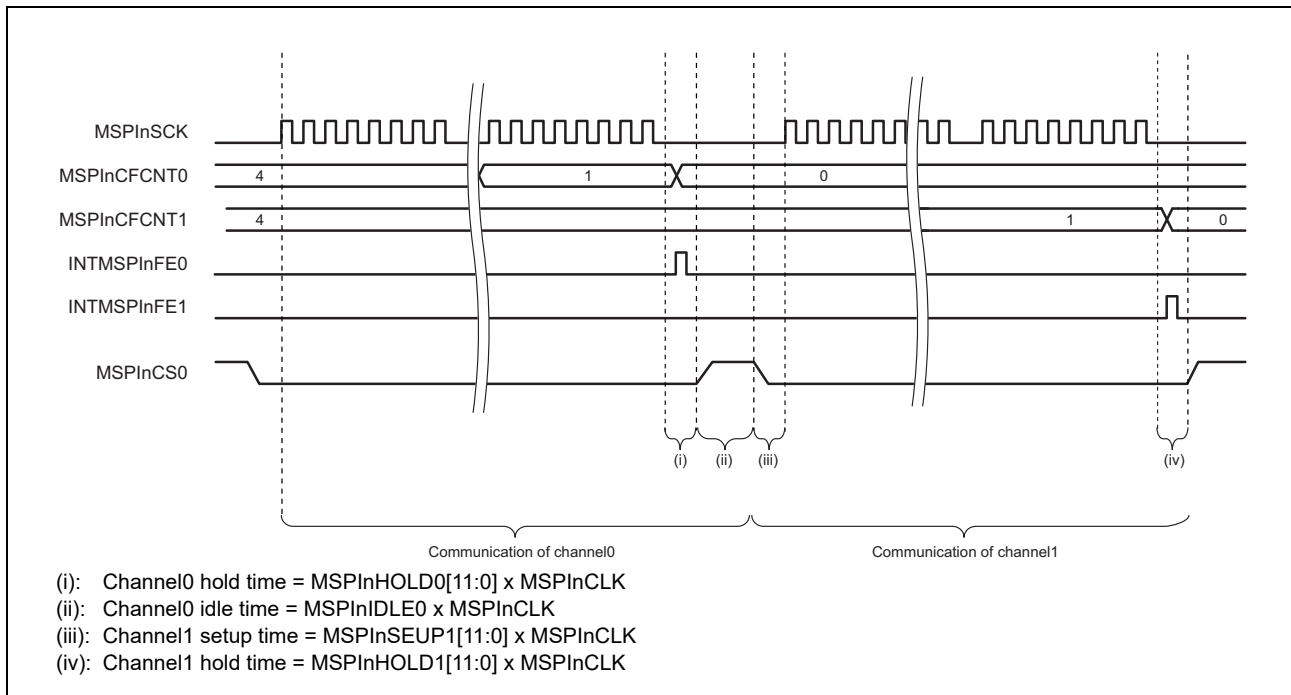 MSPInSCK
MSPInCFCNT0 4 1 0
MSPInCFCNT1 4 1 0
INTMSPInFE0
INTMSPInFE1
MSPInCS0
(i) (ii) (iii) (iv)
Communication of channel0 Communication of channel1
(i): Channel0 hold time = MSPInHOLD0[11:0] x MSPInCLK
(ii): Channel0 idle time = MSPInIDLE0 x MSPInCLK
(iii): Channel1 setup time = MSPInSEUP1[11:0] x MSPInCLK
(iv): Channel1 hold time = MSPInHOLD1[11:0] x MSPInCLK